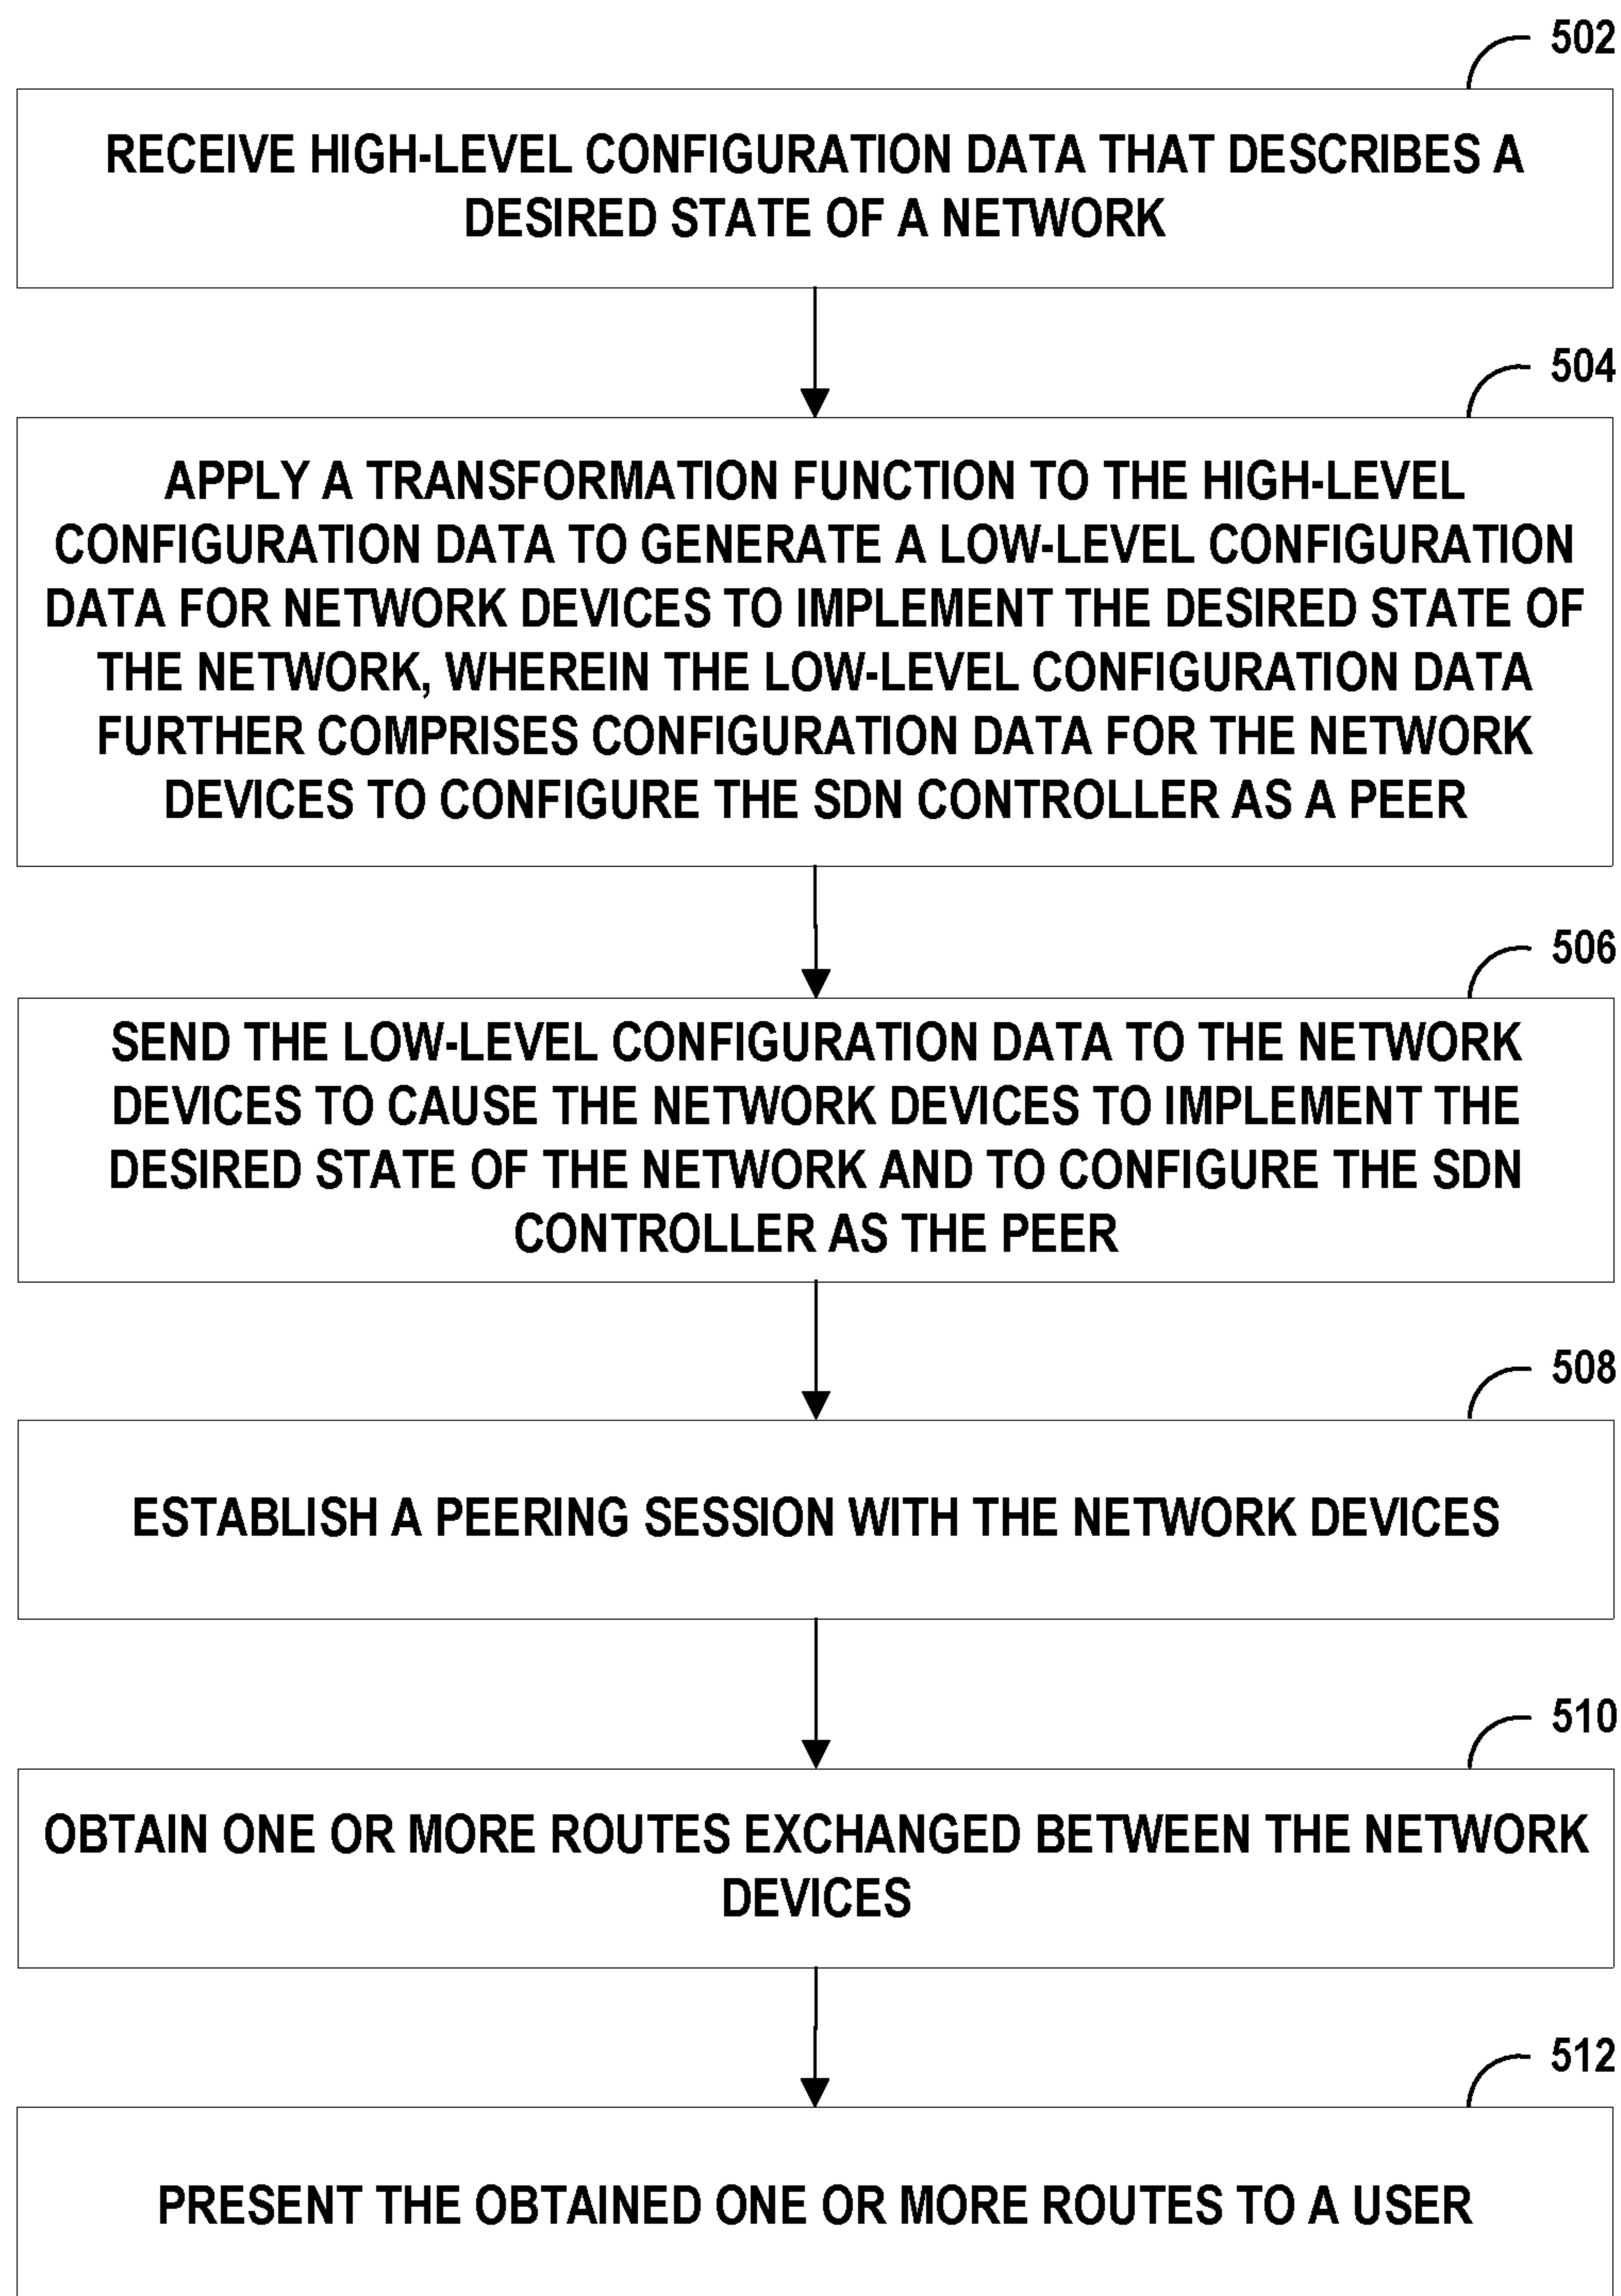 502
RECEIVE HIGH-LEVEL CONFIGURATION DATA THAT DESCRIBES A
DESIRED STATE OF A NETWORK
504
APPLY A TRANSFORMATION FUNCTION TO THE HIGH-LEVEL
CONFIGURATION DATA TO GENERATE A LOW-LEVEL CONFIGURATION
DATA FOR NETWORK DEVICES TO IMPLEMENT THE DESIRED STATE OF
THE NETWORK, WHEREIN THE LOW-LEVEL CONFIGURATION DATA
FURTHER COMPRISES CONFIGURATION DATA FOR THE NETWORK
DEVICES TO CONFIGURE THE SDN CONTROLLER AS A PEER
506
SEND THE LOW-LEVEL CONFIGURATION DATA TO THE NETWORK
DEVICES TO CAUSE THE NETWORK DEVICES TO IMPLEMENT THE
DESIRED STATE OF THE NETWORK AND TO CONFIGURE THE SDN
CONTROLLER AS THE PEER
508
ESTABLISH A PEERING SESSION WITH THE NETWORK DEVICES
510
OBTAIN ONE OR MORE ROUTES EXCHANGED BETWEEN THE NETWORK
DEVICES
512
PRESENT THE OBTAINED ONE OR MORE ROUTES TO A USER